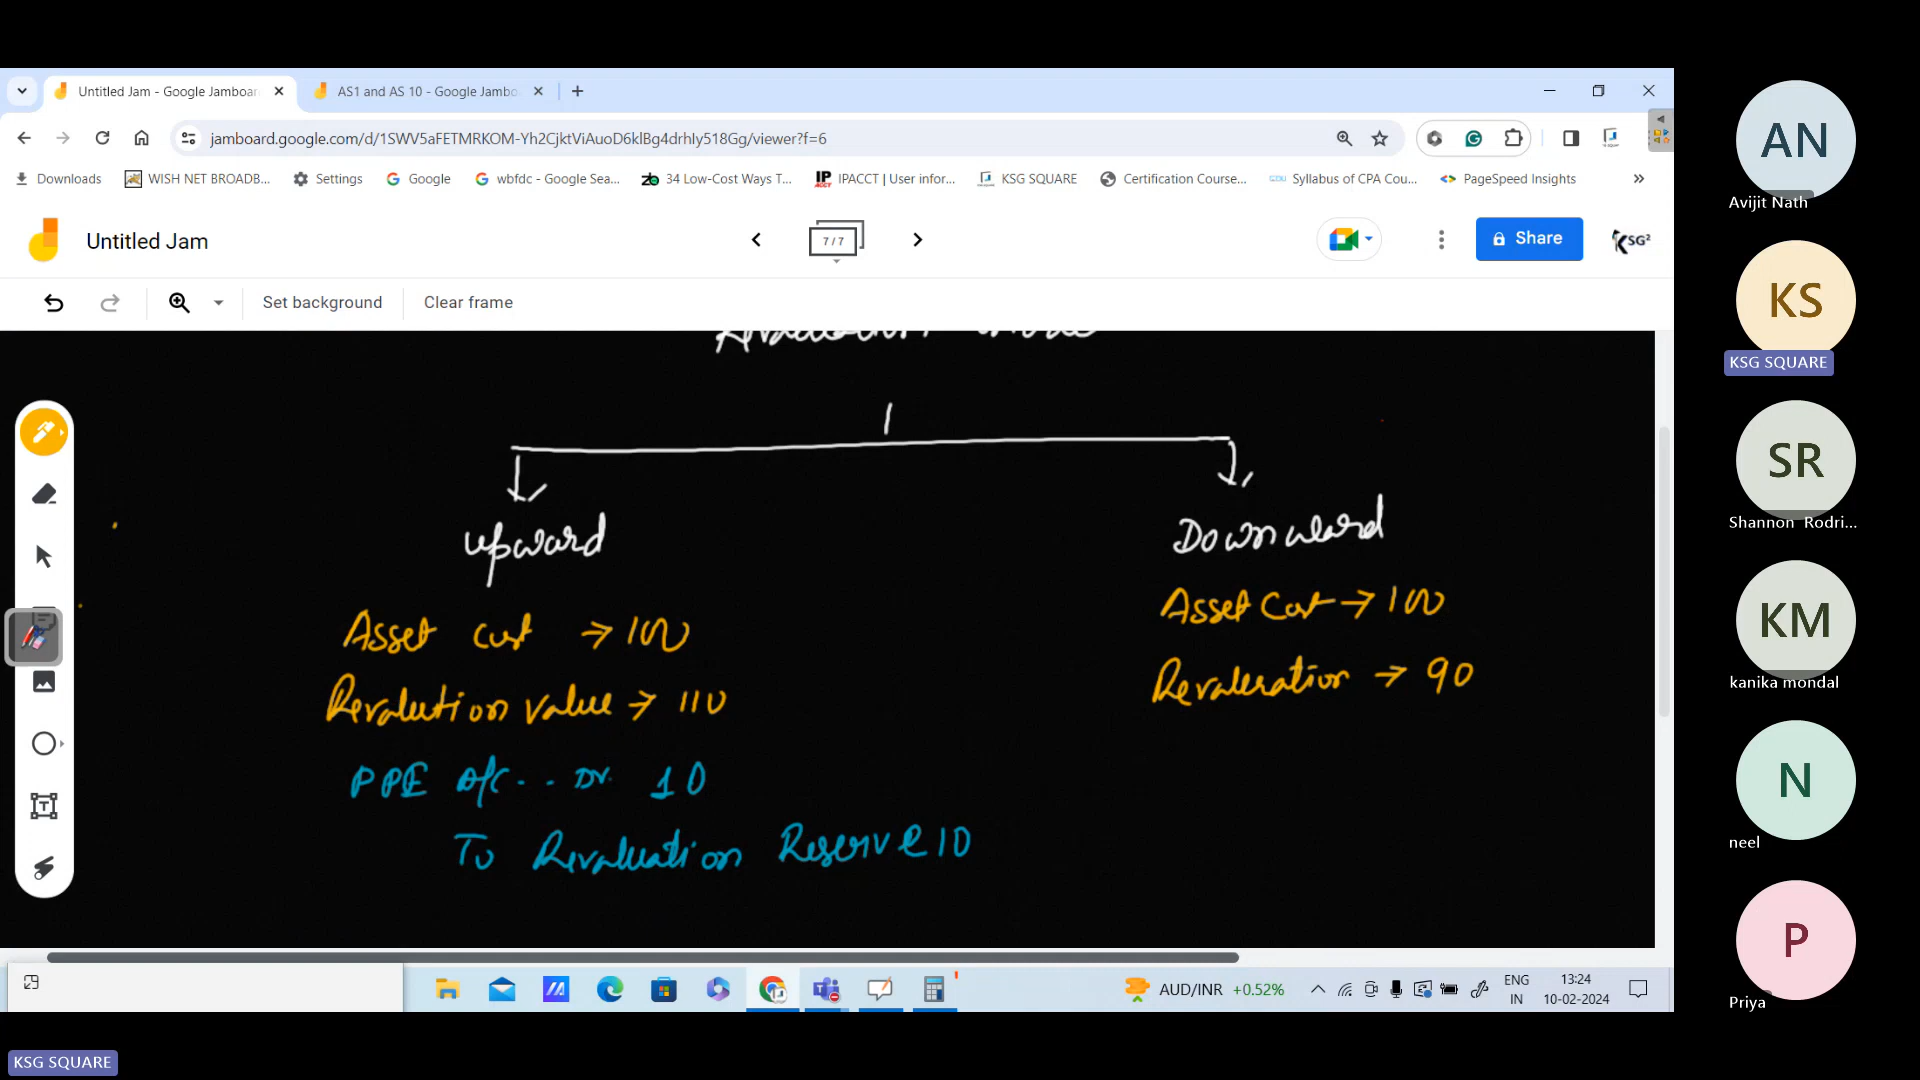 Untitled Jam - Google Jamboar
AS1 and AS 10 - Google Jambo
jamboard.google.com/d/1SWV5aFETMRKOM-Yh2CjktViAuoD6klBg4drhIy518Gg/viewer?f=6
Downloads WISH NET BROADB... Settings Google wbfdc - Google Sea... 34 Low-Cost Ways T... IPACCT | User infor... KSG SQUARE Certification Course... Syllabus of CPA Cou... PageSpeed Insights
Untitled Jam
7 / 7
Share
KSG²
Set background
Clear frame
upward
Downward
Asset cost → 100
Asset Cost → 100
Revalution value → 110
Revaluation → 90
PPE A/C .. Dr. 10
To Revaluation Reserve 10
AUD/INR +0.52%
ENG
IN
13:24
10-02-2024
AN
Avijit Nath
KS
KSG SQUARE
SR
Shannon Rodri...
KM
kanika mondal
N
neel
P
Priya
KSG SQUARE